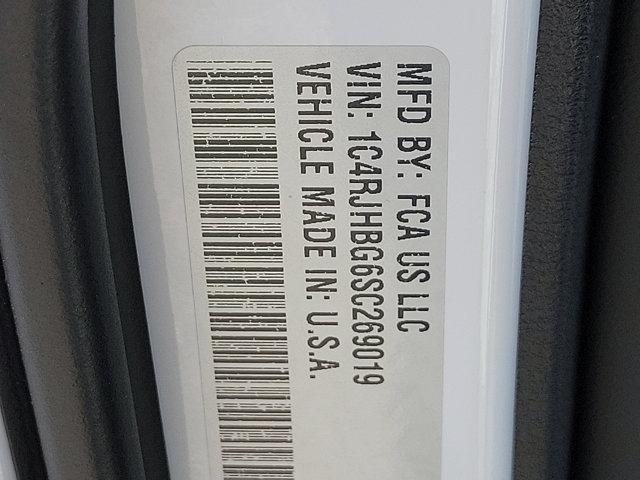 MFD BY: FCA US LLC
VIN: 1C4RJHBG6SC269019
VEHICLE MADE IN: U.S.A.